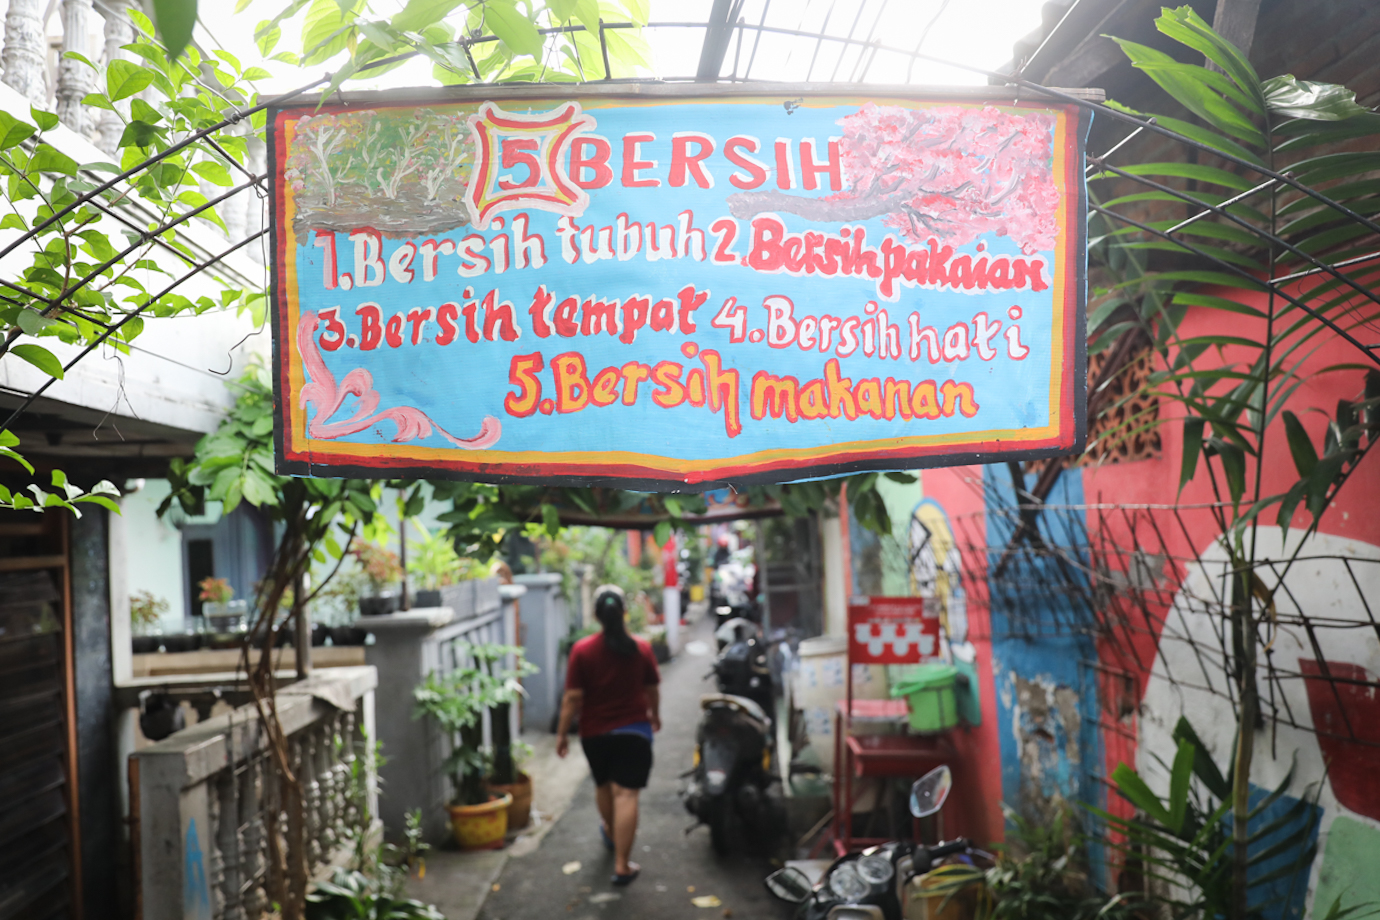 5 BERSIH
1. Bersih tubuh 2. Bersih pakaian
3. Bersih tempat 4. Bersih hati
5. Bersih makanan